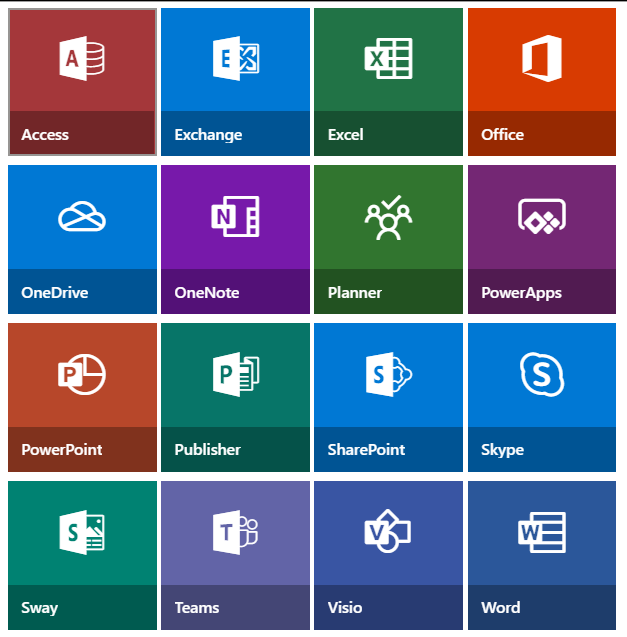 A
E
X
Access
Exchange
Excel
Office
N
OneDrive
OneNote
Planner
PowerApps
P
P
S
S
PowerPoint
Publisher
SharePoint
Skype
S
T
V
W
Sway
Teams
Visio
Word